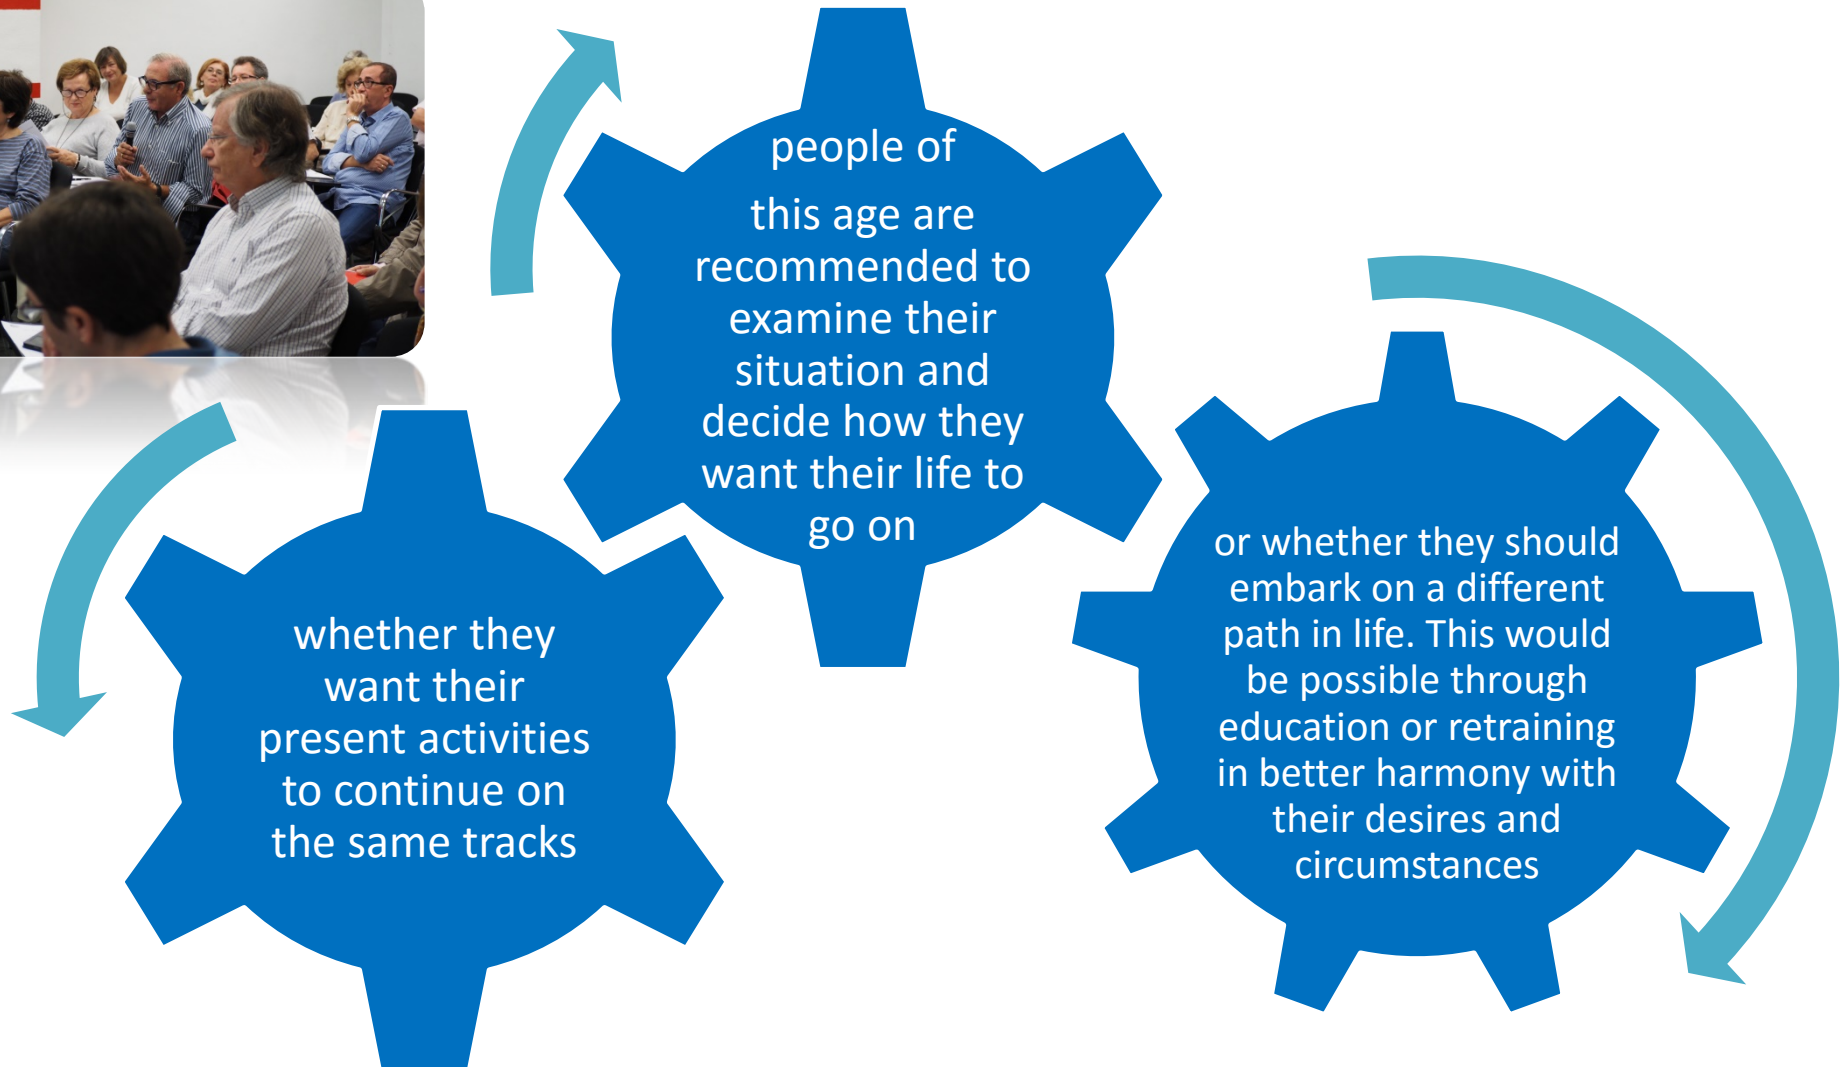 people of
this age are
recommended to
examine their
situation and
decide how they
want their life to
go on
whether they
want their
present activities
to continue on
the same tracks
or whether they should
embark on a different
path in life. This would
be possible through
education or retraining
in better harmony with
their desires and
circumstances